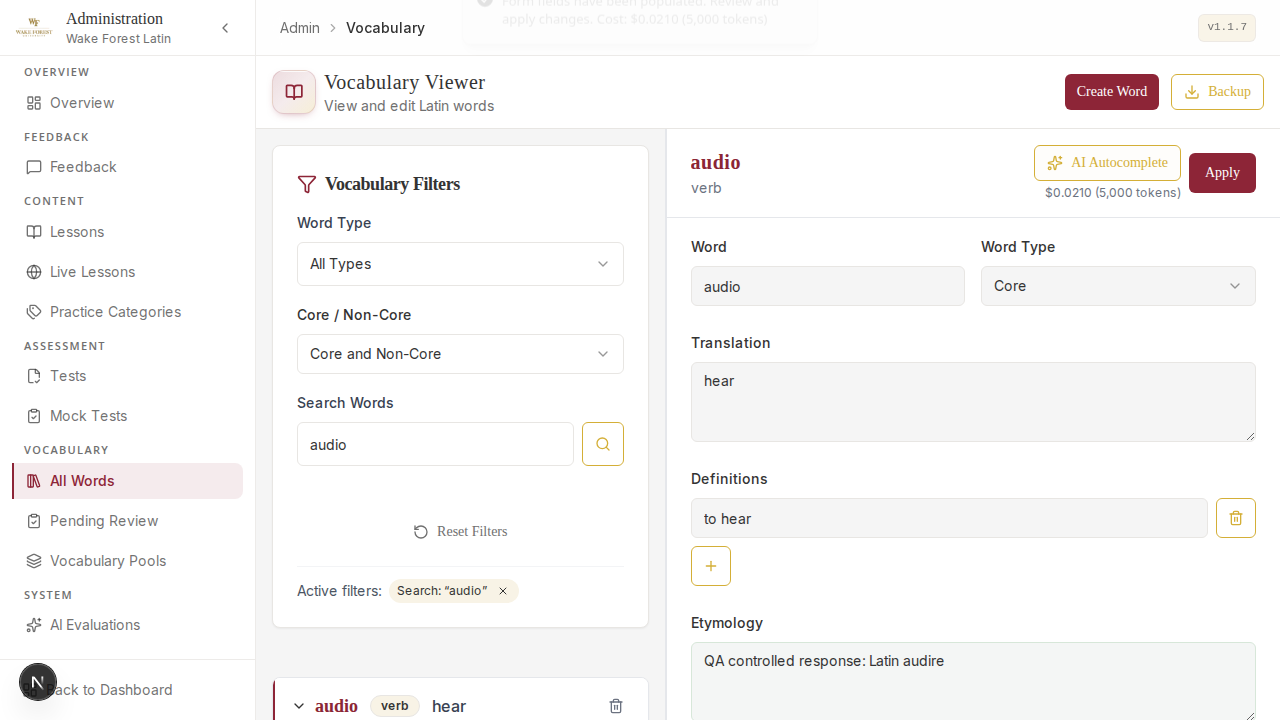 Administration
Wake Forest Latin
OVERVIEW
Overview
FEEDBACK
Feedback
CONTENT
Lessons
Live Lessons
Practice Categories
ASSESSMENT
Tests
Mock Tests
VOCABULARY
All Words
Pending Review
Vocabulary Pools
SYSTEM
AI Evaluations
Back to Dashboard
N
Admin > Vocabulary
Form fields have been populated. Review and
apply changes. Cost: $0.0210 (5,000 tokens)
v1.1.7
Vocabulary Viewer
View and edit Latin words
Create Word
Backup
Vocabulary Filters
Word Type
All Types
Core / Non-Core
Core and Non-Core
Search Words
audio
Reset Filters
Active filters: Search: “audio”
audio verb hear
audio
verb
AI Autocomplete
$0.0210 (5,000 tokens)
Apply
Word
audio
Word Type
Core
Translation
hear
Definitions
to hear
Etymology
QA controlled response: Latin audire